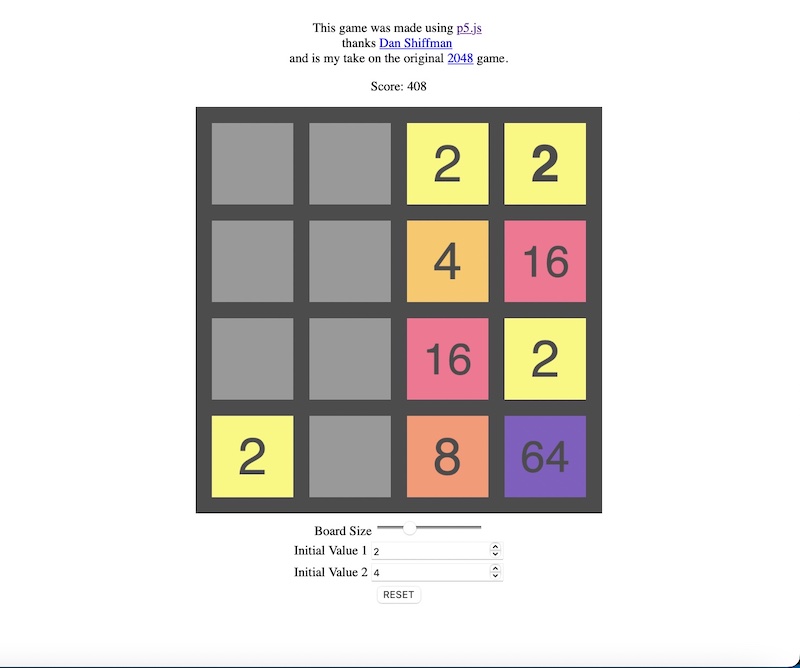 This game was made using p5.js
thanks Dan Shiffman
and is my take on the original 2048 game.
Score: 408
2 2
4 16
16 2
2 8 64
Board Size
Initial Value 1 2
Initial Value 2 4
RESET